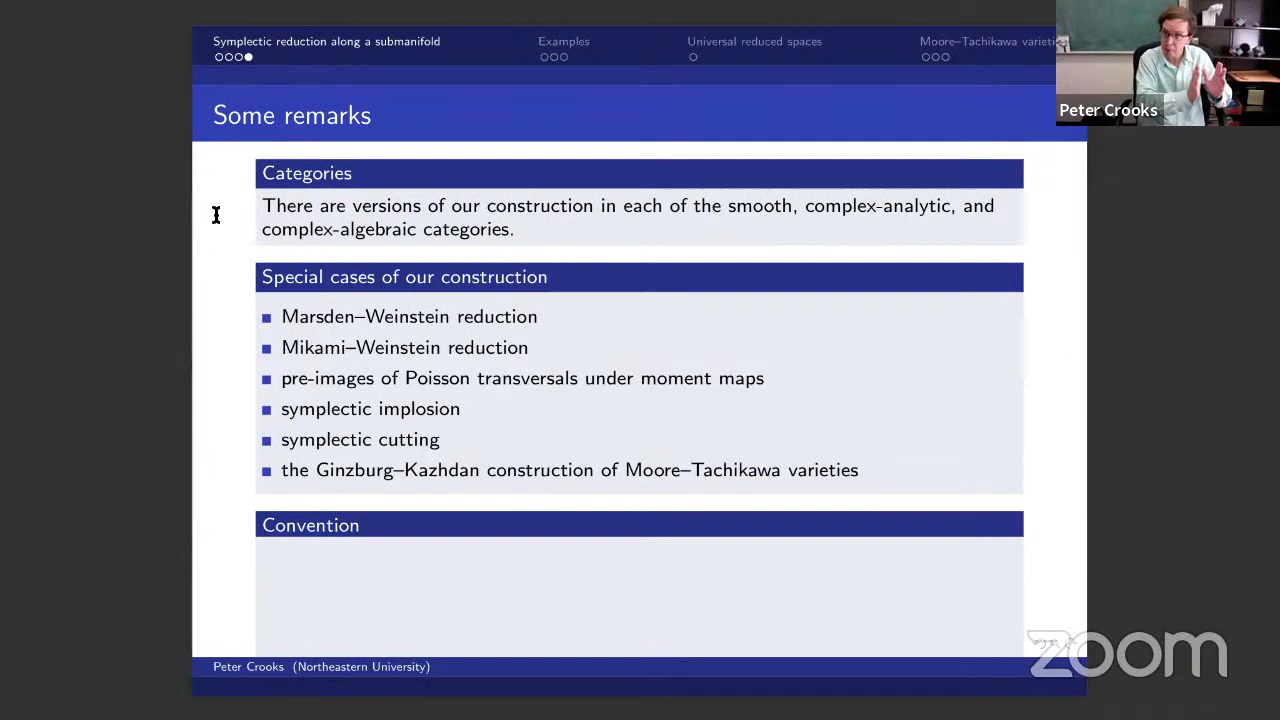 Symplectic reduction along a submanifold
Examples
Universal reduced spaces
Moore–Tachikawa
Peter Crooks
Some remarks
Categories
There are versions of our construction in each of the smooth, complex-analytic, and
complex-algebraic categories.
Special cases of our construction
Marsden–Weinstein reduction
Mikami–Weinstein reduction
pre-images of Poisson transversals under moment maps
symplectic implosion
symplectic cutting
the Ginzburg–Kazhdan construction of Moore–Tachikawa varieties
Convention
Peter Crooks (Northeastern University)
zoom